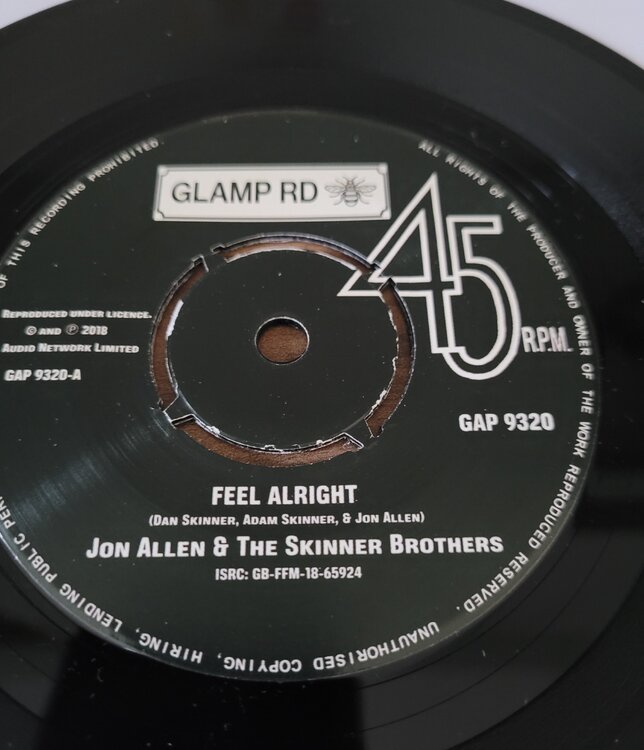 GLAMP RD
45
R.P.M.
REPRODUCED UNDER LICENCE.
© AND ℗ 2018
AUDIO NETWORK LIMITED
GAP 9320-A
GAP 9320
FEEL ALRIGHT
(DAN SKINNER, ADAM SKINNER, & JON ALLEN)
JON ALLEN & THE SKINNER BROTHERS
ISRC: GB-FFM-18-65924
ALL RIGHTS OF THE PRODUCER AND OWNER OF THE WORK REPRODUCED RESERVED. UNAUTHORISED COPYING, HIRING, LENDING PUBLIC
OF THIS RECORDING PROHIBITED.